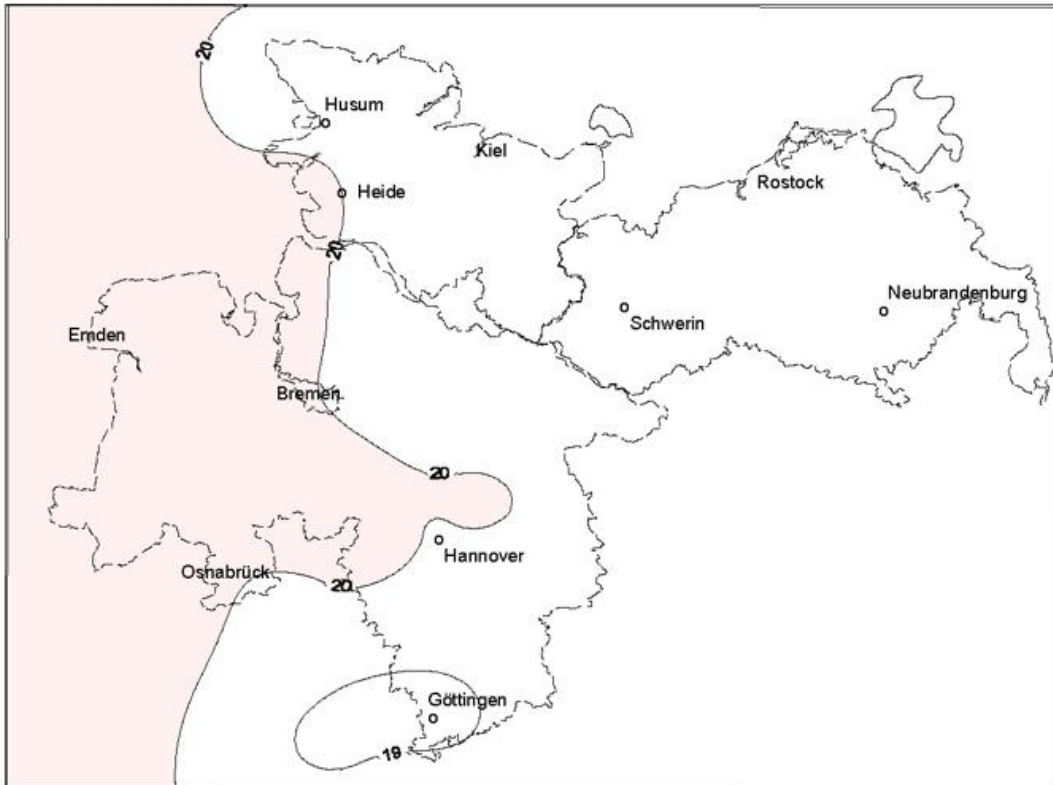 20
Husum
Kiel
Rostock
Heide
20
Neubrandenburg
Schwerin
Emden
Bremen
20
Hannover
Osnabrück
20
Göttingen
19